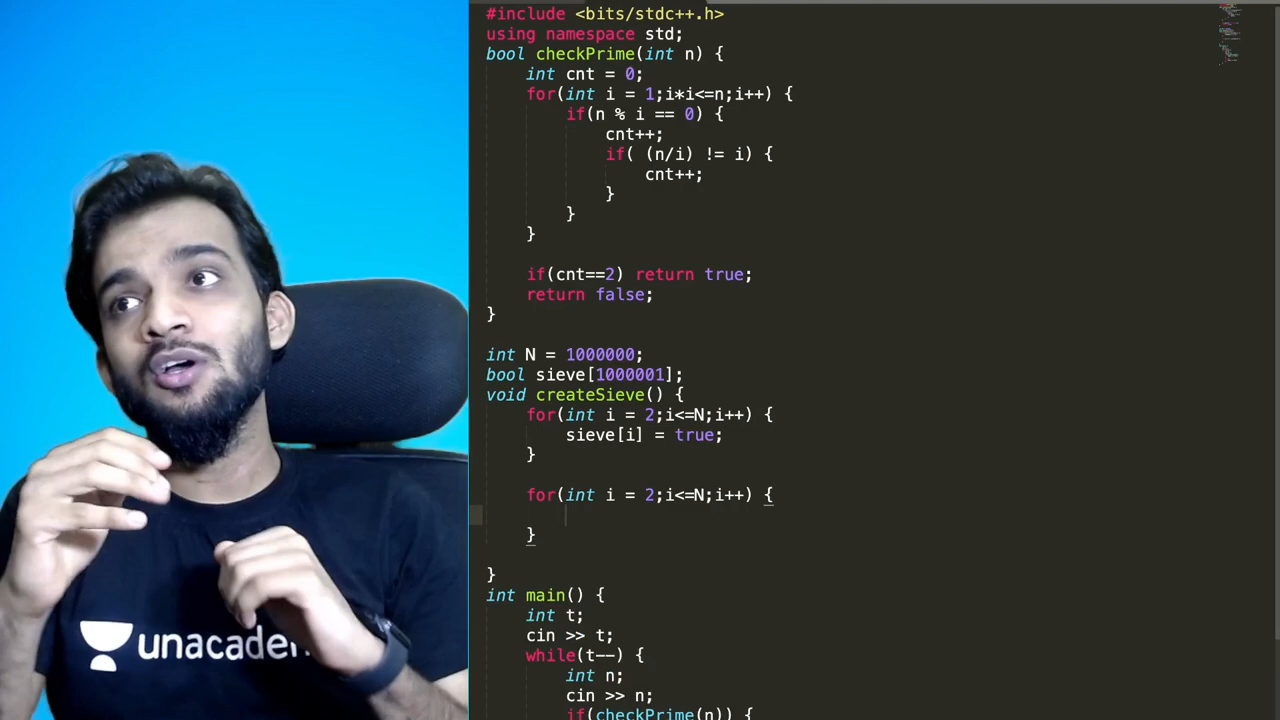 #include <bits/stdc++.h>
using namespace std;
bool checkPrime(int n) {
    int cnt = 0;
    for(int i = 1;i*i<=n;i++) {
        if(n % i == 0) {
            cnt++;
            if( (n/i) != i) {
                cnt++;
            }
        }
    }
    if(cnt==2) return true;
    return false;
}
int N = 1000000;
bool sieve[1000001];
void createSieve() {
    for(int i = 2;i<=N;i++) {
        sieve[i] = true;
    }
    for(int i = 2;i<=N;i++) {
    }
}
int main() {
    int t;
    cin >> t;
    while(t--) {
        int n;
        cin >> n;
        if(checkPrime(n)) {
unacade